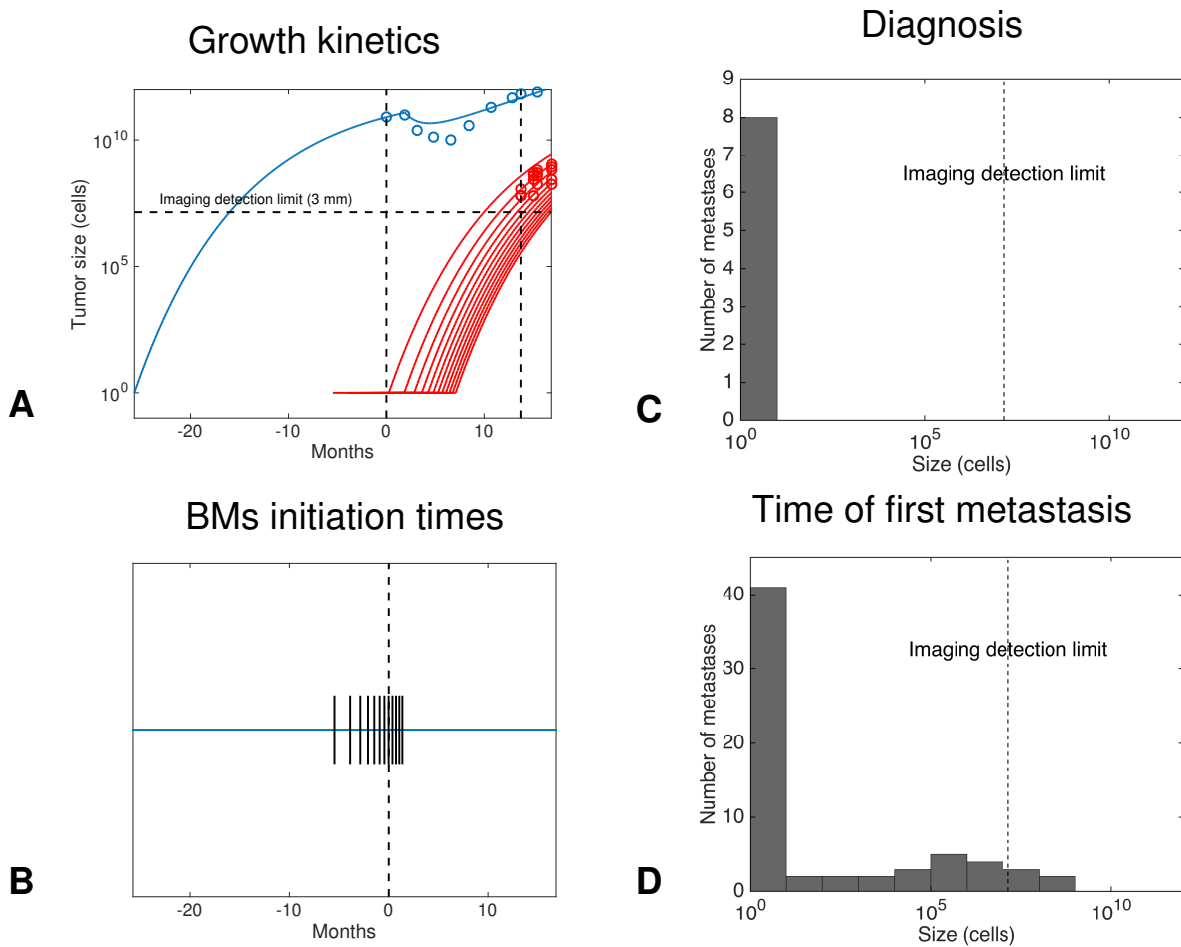 Growth kinetics
Tumor size (cells)
10^10
10^5
10^0
Imaging detection limit (3 mm)
-20
-10
0
10
Months
A
Diagnosis
Number of metastases
9
8
7
6
5
4
3
2
1
0
Imaging detection limit
10^0
10^5
10^10
Size (cells)
C
BMs initiation times
-20
-10
0
10
Months
B
Time of first metastasis
Number of metastases
40
30
20
10
0
Imaging detection limit
10^0
10^5
10^10
Size (cells)
D